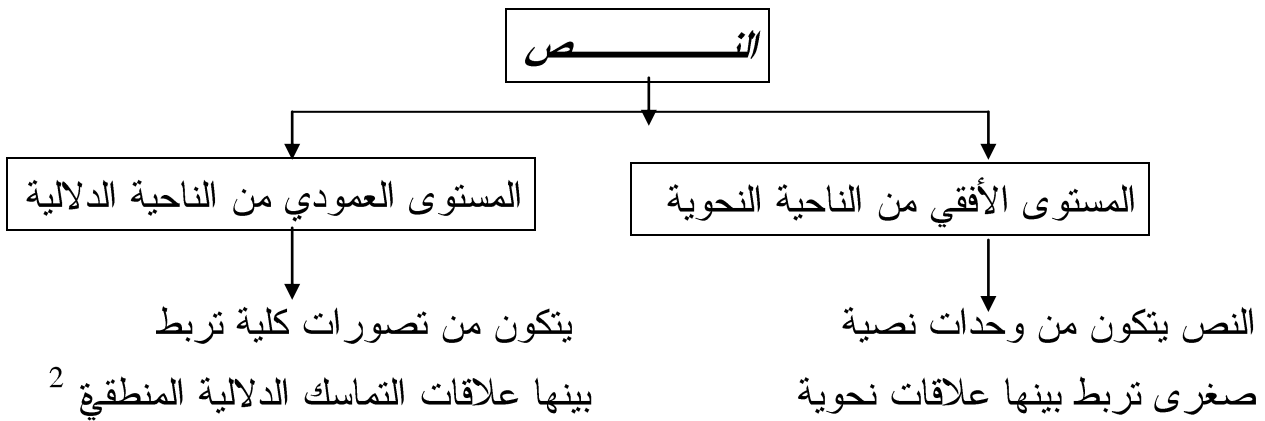 النـــــــــــــص
المستوى الأفقي من الناحية النحوية
المستوى العمودي من الناحية الدلالية
النص يتكون من وحدات نصية
صغرى تربط بينها علاقات نحوية
يتكون من تصورات كلية تربط
بينها علاقات التماسك الدلالية المنطقية 2